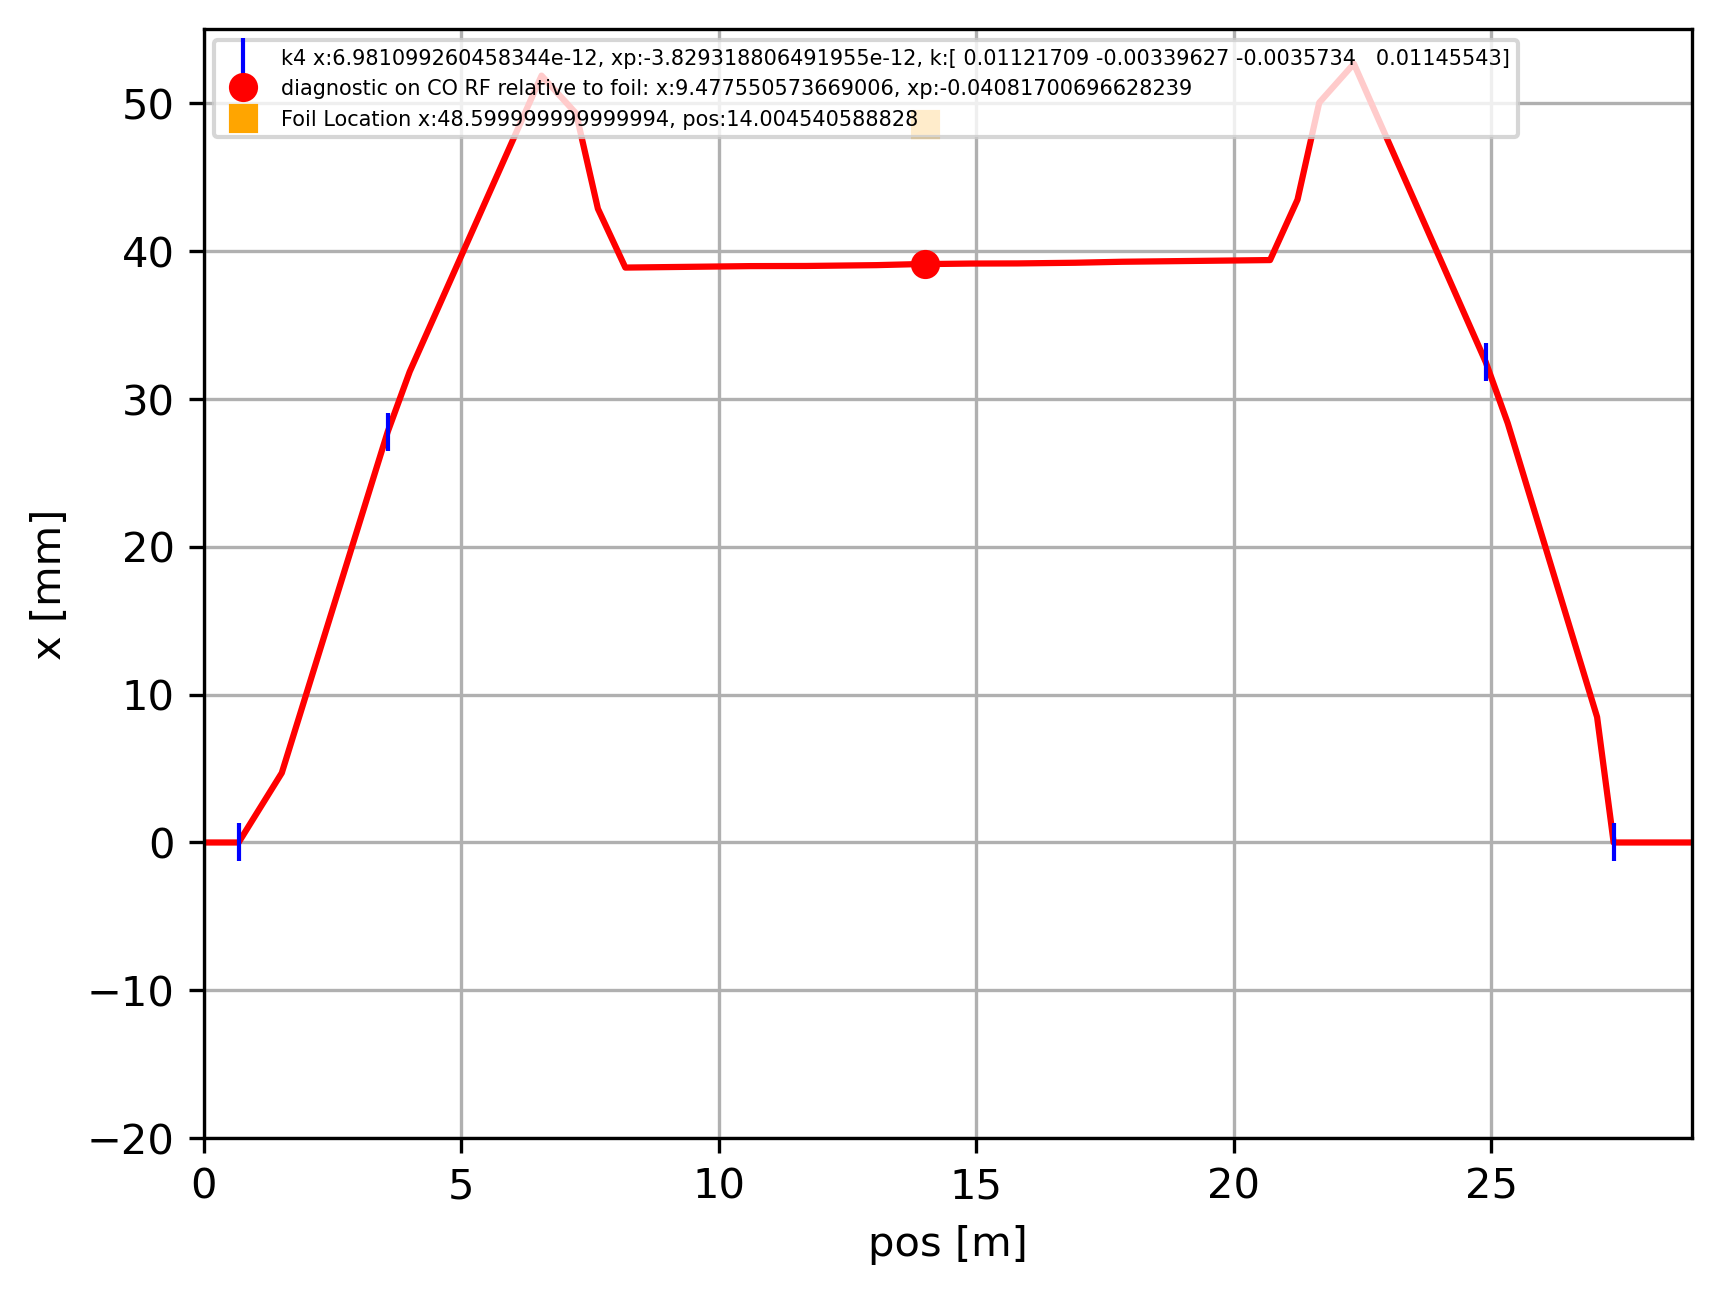 k4 x:6.981099260458344e-12, xp:-3.829318806491955e-12, k:[ 0.01121709 -0.00339627 -0.0035734   0.01145543]
diagnostic on CO RF relative to foil: x:9.477550573669006, xp:-0.04081700696628239
Foil Location x:48.599999999999994, pos:14.004540588828
50
40
30
20
10
0
−10
−20
x [mm]
0 5 10 15 20 25
pos [m]